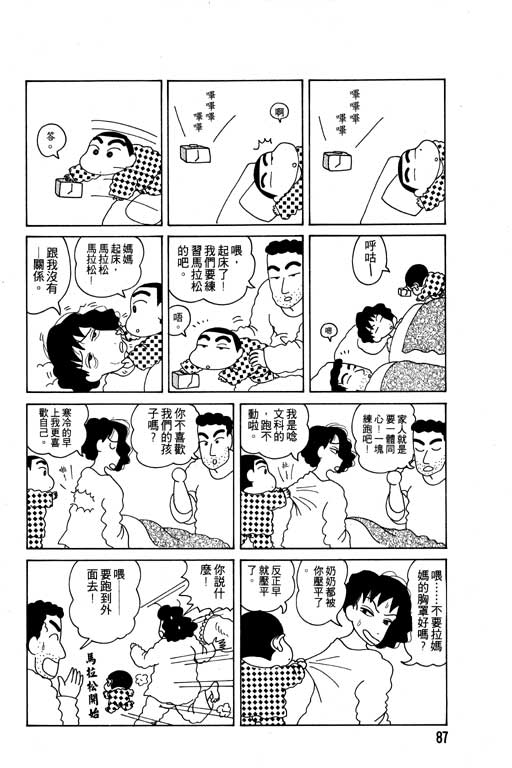 嗶
嗶
嗶
嗶
嗶
嗶
嗶
嗶
嗶
嗶
啊。
答。
呼咕—
嗯
喂,
起床了!
我們要練
習馬拉松
的吧。
唔。
媽媽
起床,
馬拉松
馬拉松!
跟我沒有
關係。
家人就是
要一體同
心!一塊
練跑吧!
我是唸
文科的
,跑不
動啦。
你不喜歡
我們的孩
子嗎?
寒冷的早
上我更喜
歡自己。
喂……不要拉媽
媽的胸罩好嗎?
奶奶都被
你壓平了
反正早
就壓平
了。
你說什
麼!
喂——
要跑到外
面去!
馬拉松開始
87